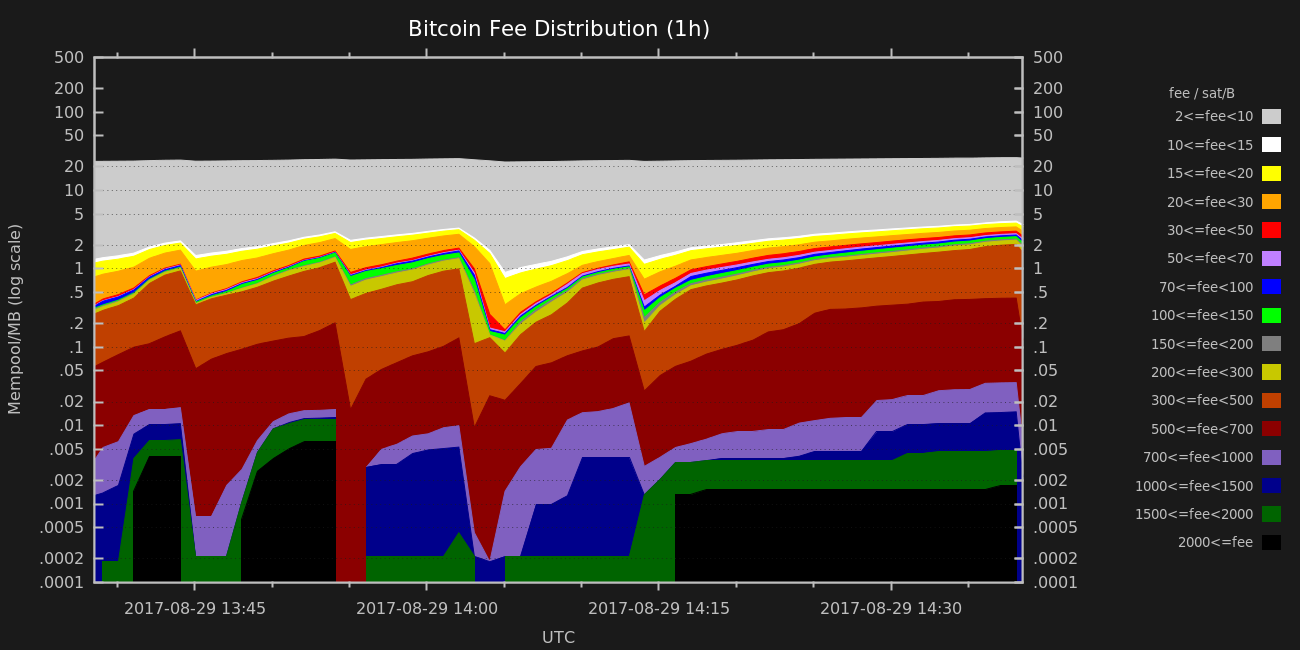 Bitcoin Fee Distribution (1h)
500
200
100
50
20
10
5
2
1
.5
.2
.1
.05
.02
.01
.005
.002
.001
.0005
.0002
.0001
Mempool/MB (log scale)
500
200
100
50
20
10
5
2
1
.5
.2
.1
.05
.02
.01
.005
.002
.001
.0005
.0002
.0001
2017-08-29 13:45
2017-08-29 14:00
2017-08-29 14:15
2017-08-29 14:30
UTC
fee / sat/B
2<=fee<10
10<=fee<15
15<=fee<20
20<=fee<30
30<=fee<50
50<=fee<70
70<=fee<100
100<=fee<150
150<=fee<200
200<=fee<300
300<=fee<500
500<=fee<700
700<=fee<1000
1000<=fee<1500
1500<=fee<2000
2000<=fee